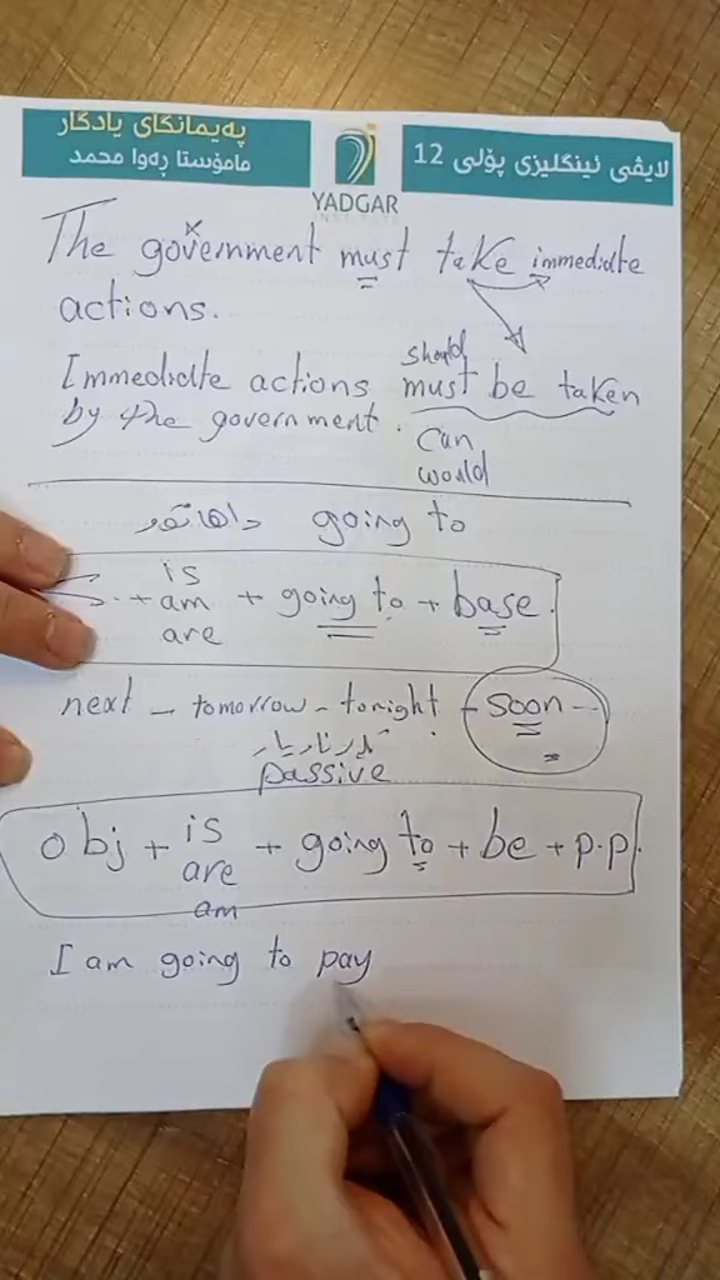 پەیمانگای یادگار
مامۆستا ڕەوا محمد
YADGAR
INSTITUTE
لایڤی ئینگلیزی پۆلی 12
The government must take immediate
actions.
should
Immediate actions must be taken
by the government.
can
would
داهاتوو going to
S. + is am are + going to + base.
next - tomorrow - tonight - soon -
passive
obj + is are am + going to + be + p.p.
I am going to pay